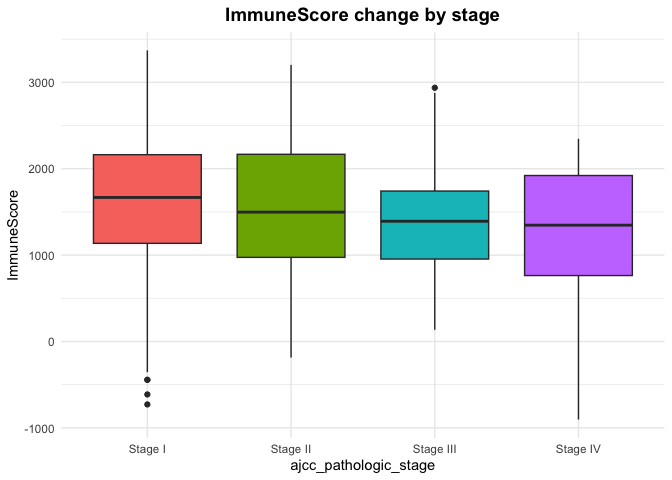 ImmuneScore change by stage
ImmuneScore
3000
2000
1000
0
-1000
Stage I
Stage II
Stage III
Stage IV
ajcc_pathologic_stage